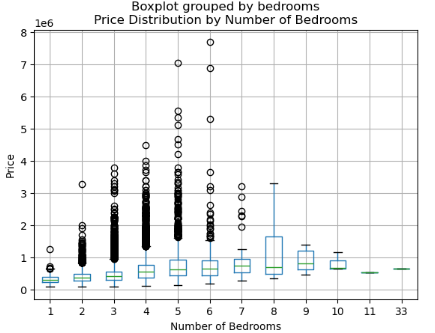 Boxplot grouped by bedrooms
Price Distribution by Number of Bedrooms
1e6
8
7
6
5
4
3
2
1
0
Price
1 2 3 4 5 6 7 8 9 10 11 33
Number of Bedrooms